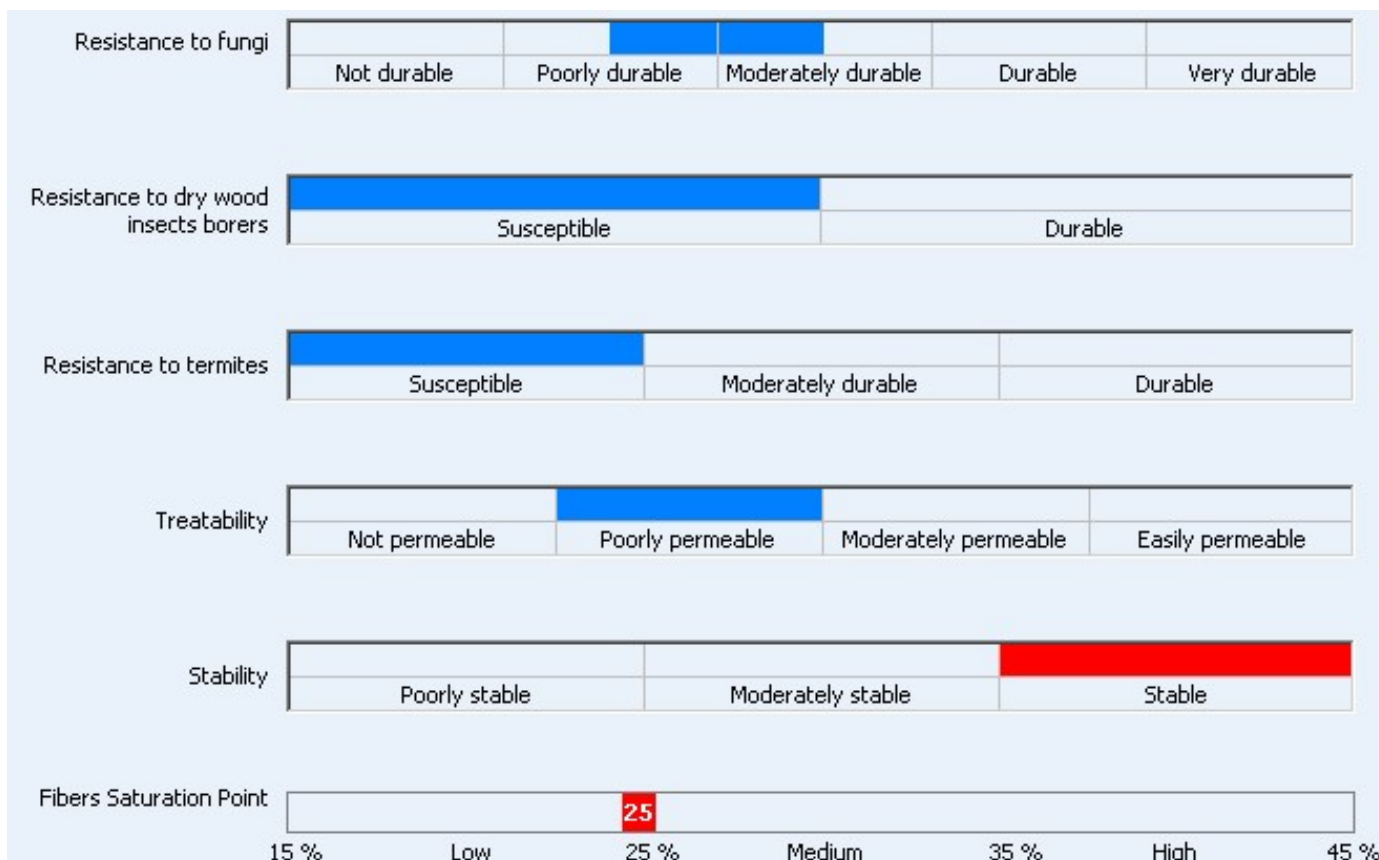 Resistance to fungi
Not durable Poorly durable Moderately durable Durable Very durable
Resistance to dry wood
insects borers
Susceptible Durable
Resistance to termites
Susceptible Moderately durable Durable
Treatability
Not permeable Poorly permeable Moderately permeable Easily permeable
Stability
Poorly stable Moderately stable Stable
Fibers Saturation Point
25
15 % Low 25 % Medium 35 % High 45 %